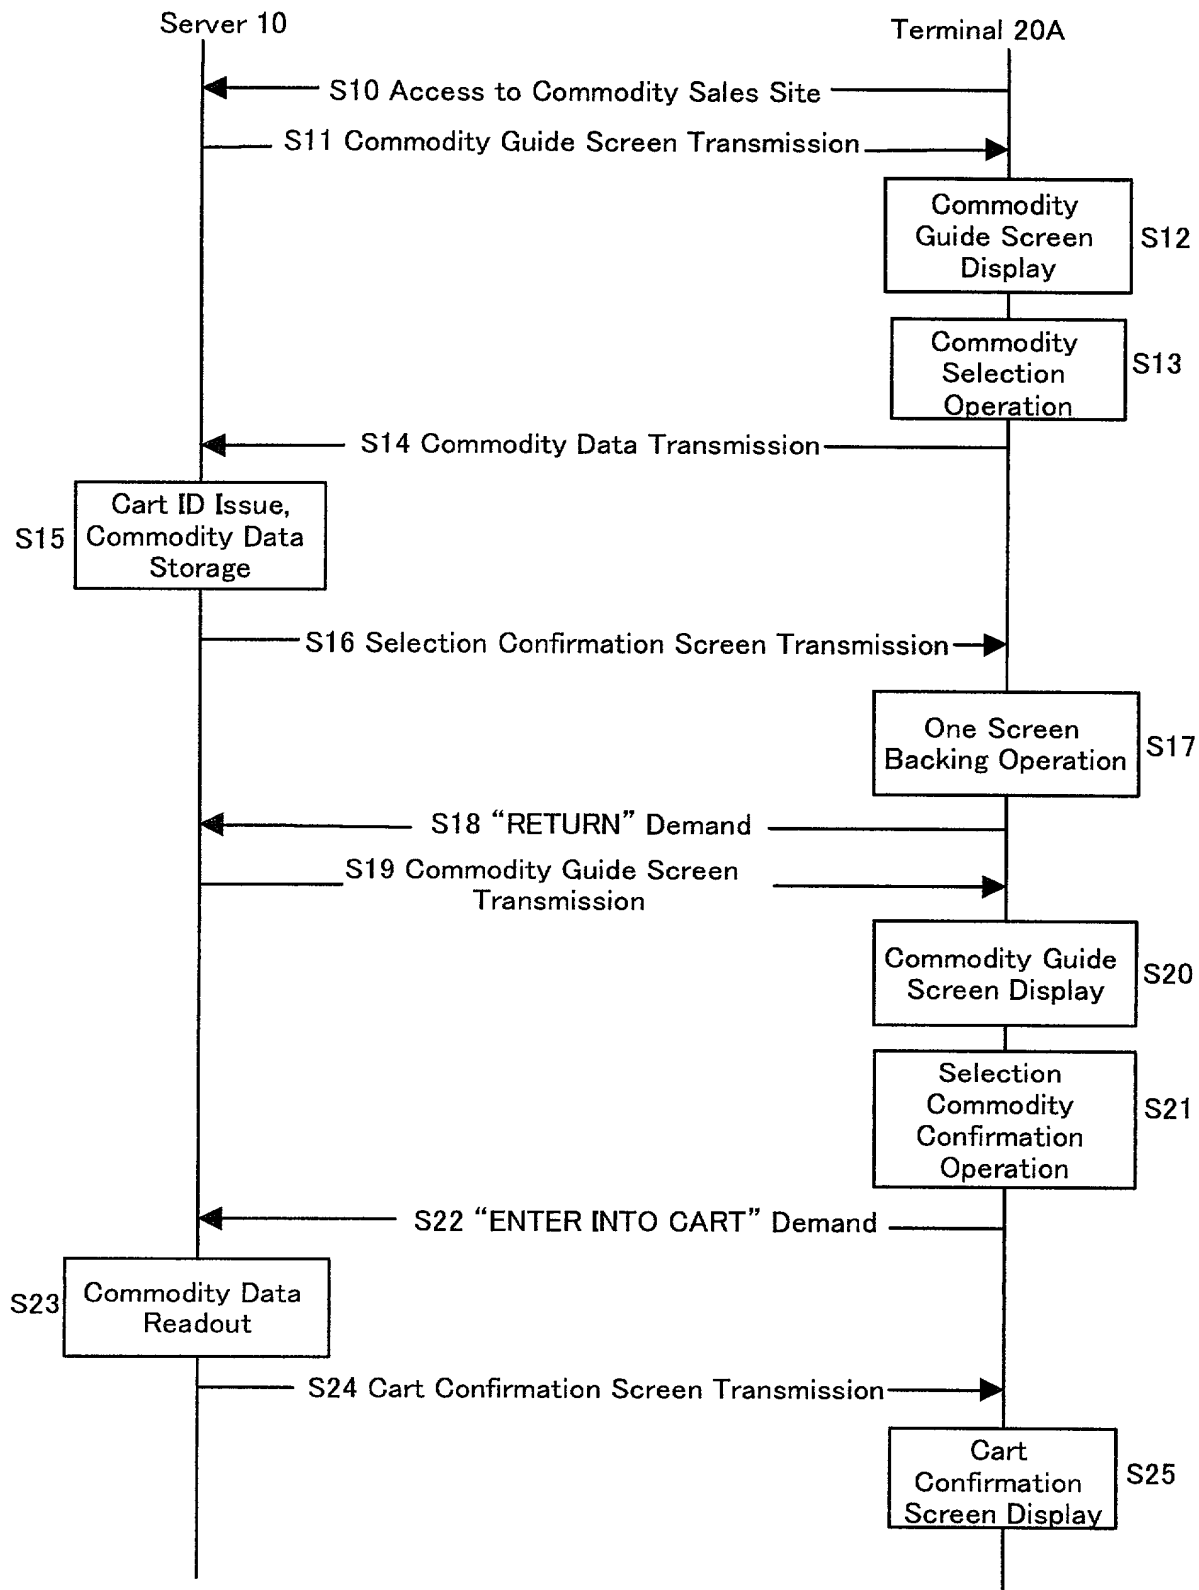 Server 10
Terminal 20A
S10 Access to Commodity Sales Site
S11 Commodity Guide Screen Transmission
Commodity
Guide Screen
Display
S12
Commodity
Selection
Operation
S13
S14 Commodity Data Transmission
Cart ID Issue,
Commodity Data
Storage
S15
S16 Selection Confirmation Screen Transmission
One Screen
Backing Operation
S17
S18 “RETURN” Demand
S19 Commodity Guide Screen
Transmission
Commodity Guide
Screen Display
S20
Selection
Commodity
Confirmation
Operation
S21
S22 “ENTER INTO CART” Demand
S23
Commodity Data
Readout
S24 Cart Confirmation Screen Transmission
Cart
Confirmation
Screen Display
S25